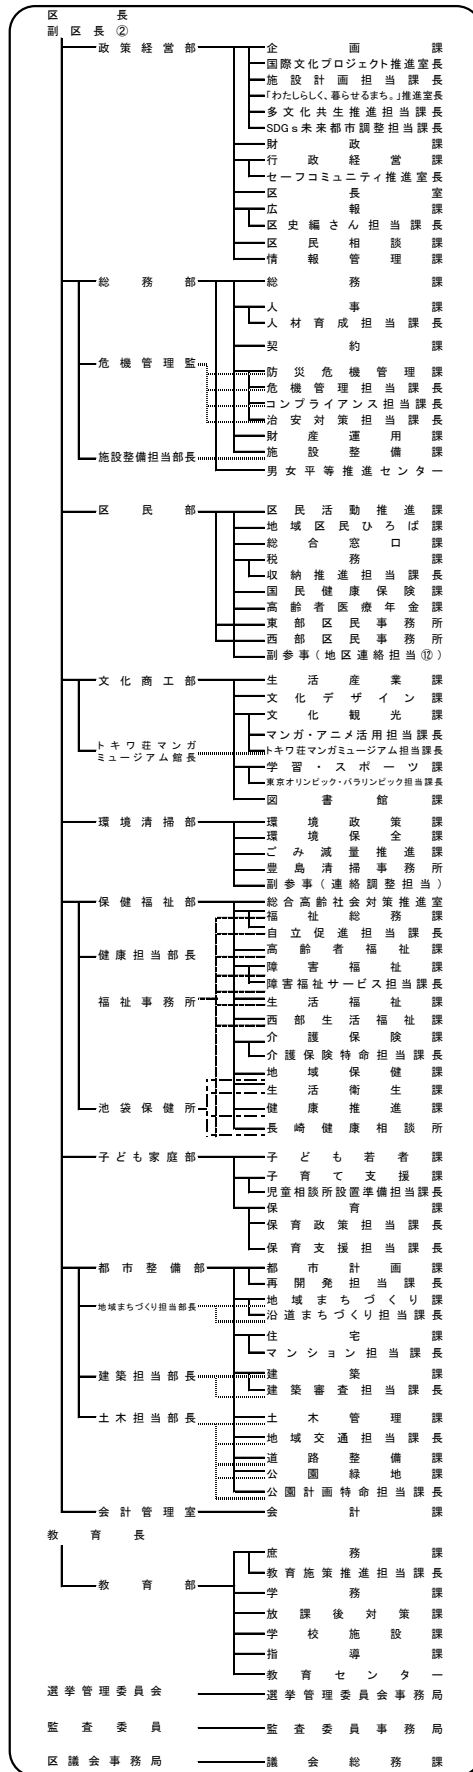 区長
副区長②
政策経営部 企画課
国際文化プロジェクト推進室長
施設計画担当課長
「わたしらしく、暮らせるまち。」推進室長
多文化共生推進担当課長
SDGs未来都市調整担当課長
財政課
行政経営課
セーフコミュニティ推進室長
区長室
広報課
区史編さん担当課長
区民相談課
情報管理課
総務部 総務課
人事課
人材育成担当課長
契約課
危機管理監
防災危機管理課
危機管理担当課長
コンプライアンス担当課長
治安対策担当課長
財産運用課
施設整備課
施設整備担当部長
男女平等推進センター
区民部 区民活動推進課
地域区民ひろば課
総合窓口課
税務課
収納推進担当課長
国民健康保険課
高齢者医療年金課
東部区民事務所
西部区民事務所
副参事(地区連絡担当⑫)
文化商工部 生活産業課
文化デザイン課
文化観光課
マンガ・アニメ活用担当課長
トキワ荘マンガ
ミュージアム館長
トキワ荘マンガミュージアム担当課長
学習・スポーツ課
東京オリンピック・パラリンピック担当課長
図書館課
環境清掃部 環境政策課
環境保全課
ごみ減量推進課
豊島清掃事務所
副参事(連絡調整担当)
保健福祉部 総合高齢社会対策推進室
福祉総務課
自立促進担当課長
健康担当部長 高齢者福祉課
障害福祉課
障害福祉サービス担当課長
福祉事務所 生活福祉課
西部生活福祉課
介護保険課
介護保険特命担当課長
地域保健課
生活衛生課
池袋保健所 健康推進課
長崎健康相談所
子ども家庭部 子ども若者課
子育て支援課
児童相談所設置準備担当課長
保育課
保育政策担当課長
保育支援担当課長
都市整備部 都市計画課
再開発担当課長
地域まちづくり担当部長 地域まちづくり課
沿道まちづくり担当課長
住宅課
マンション担当課長
建築担当部長 建築課
建築審査担当課長
土木担当部長 土木管理課
地域交通担当課長
道路整備課
公園緑地課
公園計画特命担当課長
会計管理室 会計課
教育長
教育部 庶務課
教育施策推進担当課長
学務課
放課後対策課
学校施設課
指導課
教育センター
選挙管理委員会 選挙管理委員会事務局
監査委員 監査委員事務局
区議会事務局 議会総務課